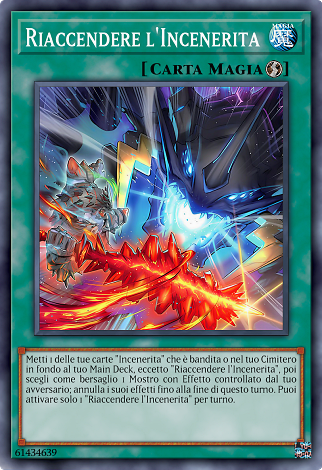 Riaccendere l'Incenerita
MAGIA
魔
[Carta Magia]
Metti 1 delle tue carte "Incenerita" che è bandita o nel tuo Cimitero
in fondo al tuo Main Deck, eccetto "Riaccendere l'Incenerita", poi
scegli come bersaglio 1 Mostro con Effetto controllato dal tuo
avversario; annulla i suoi effetti fino alla fine di questo turno. Puoi
attivare solo 1 "Riaccendere l'Incenerita" per turno.
61434639